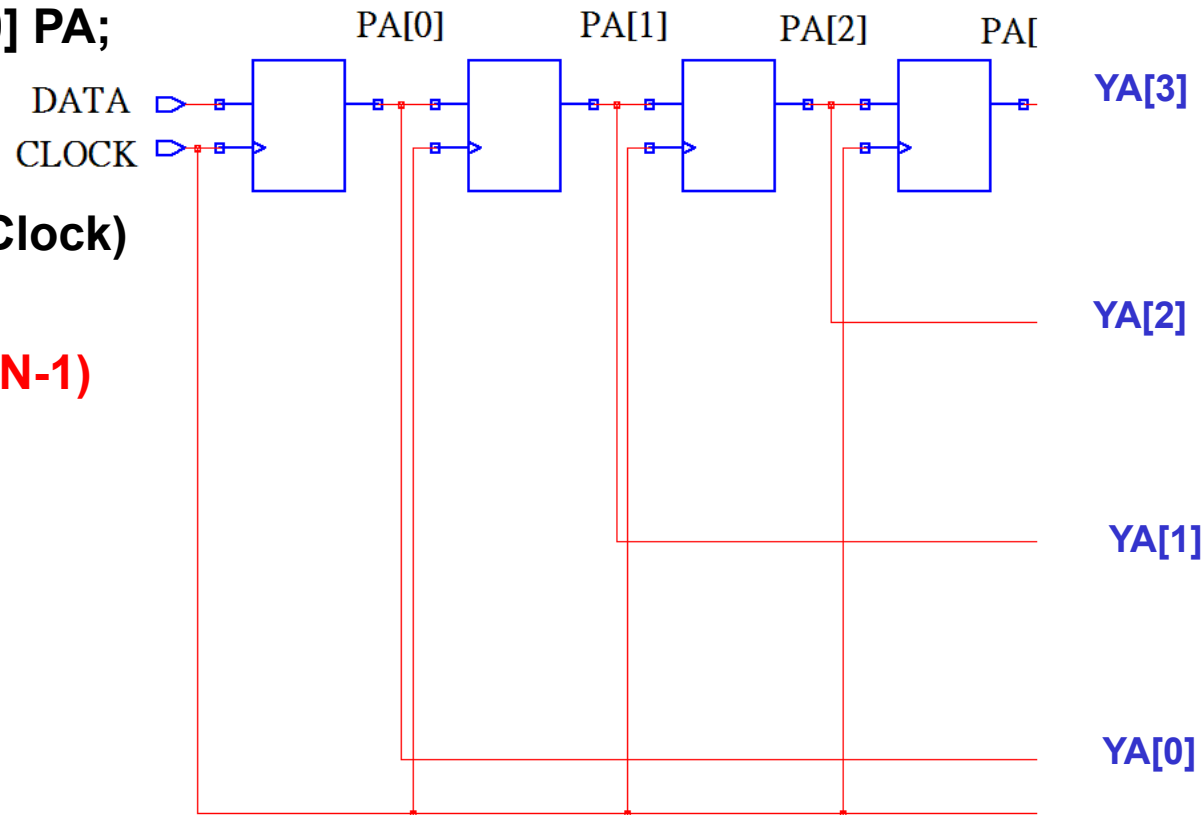 ] PA;
PA[0]
PA[1]
PA[2]
PA[
DATA
YA[3]
CLOCK
Clock)
YA[2]
N-1)
YA[1]
YA[0]